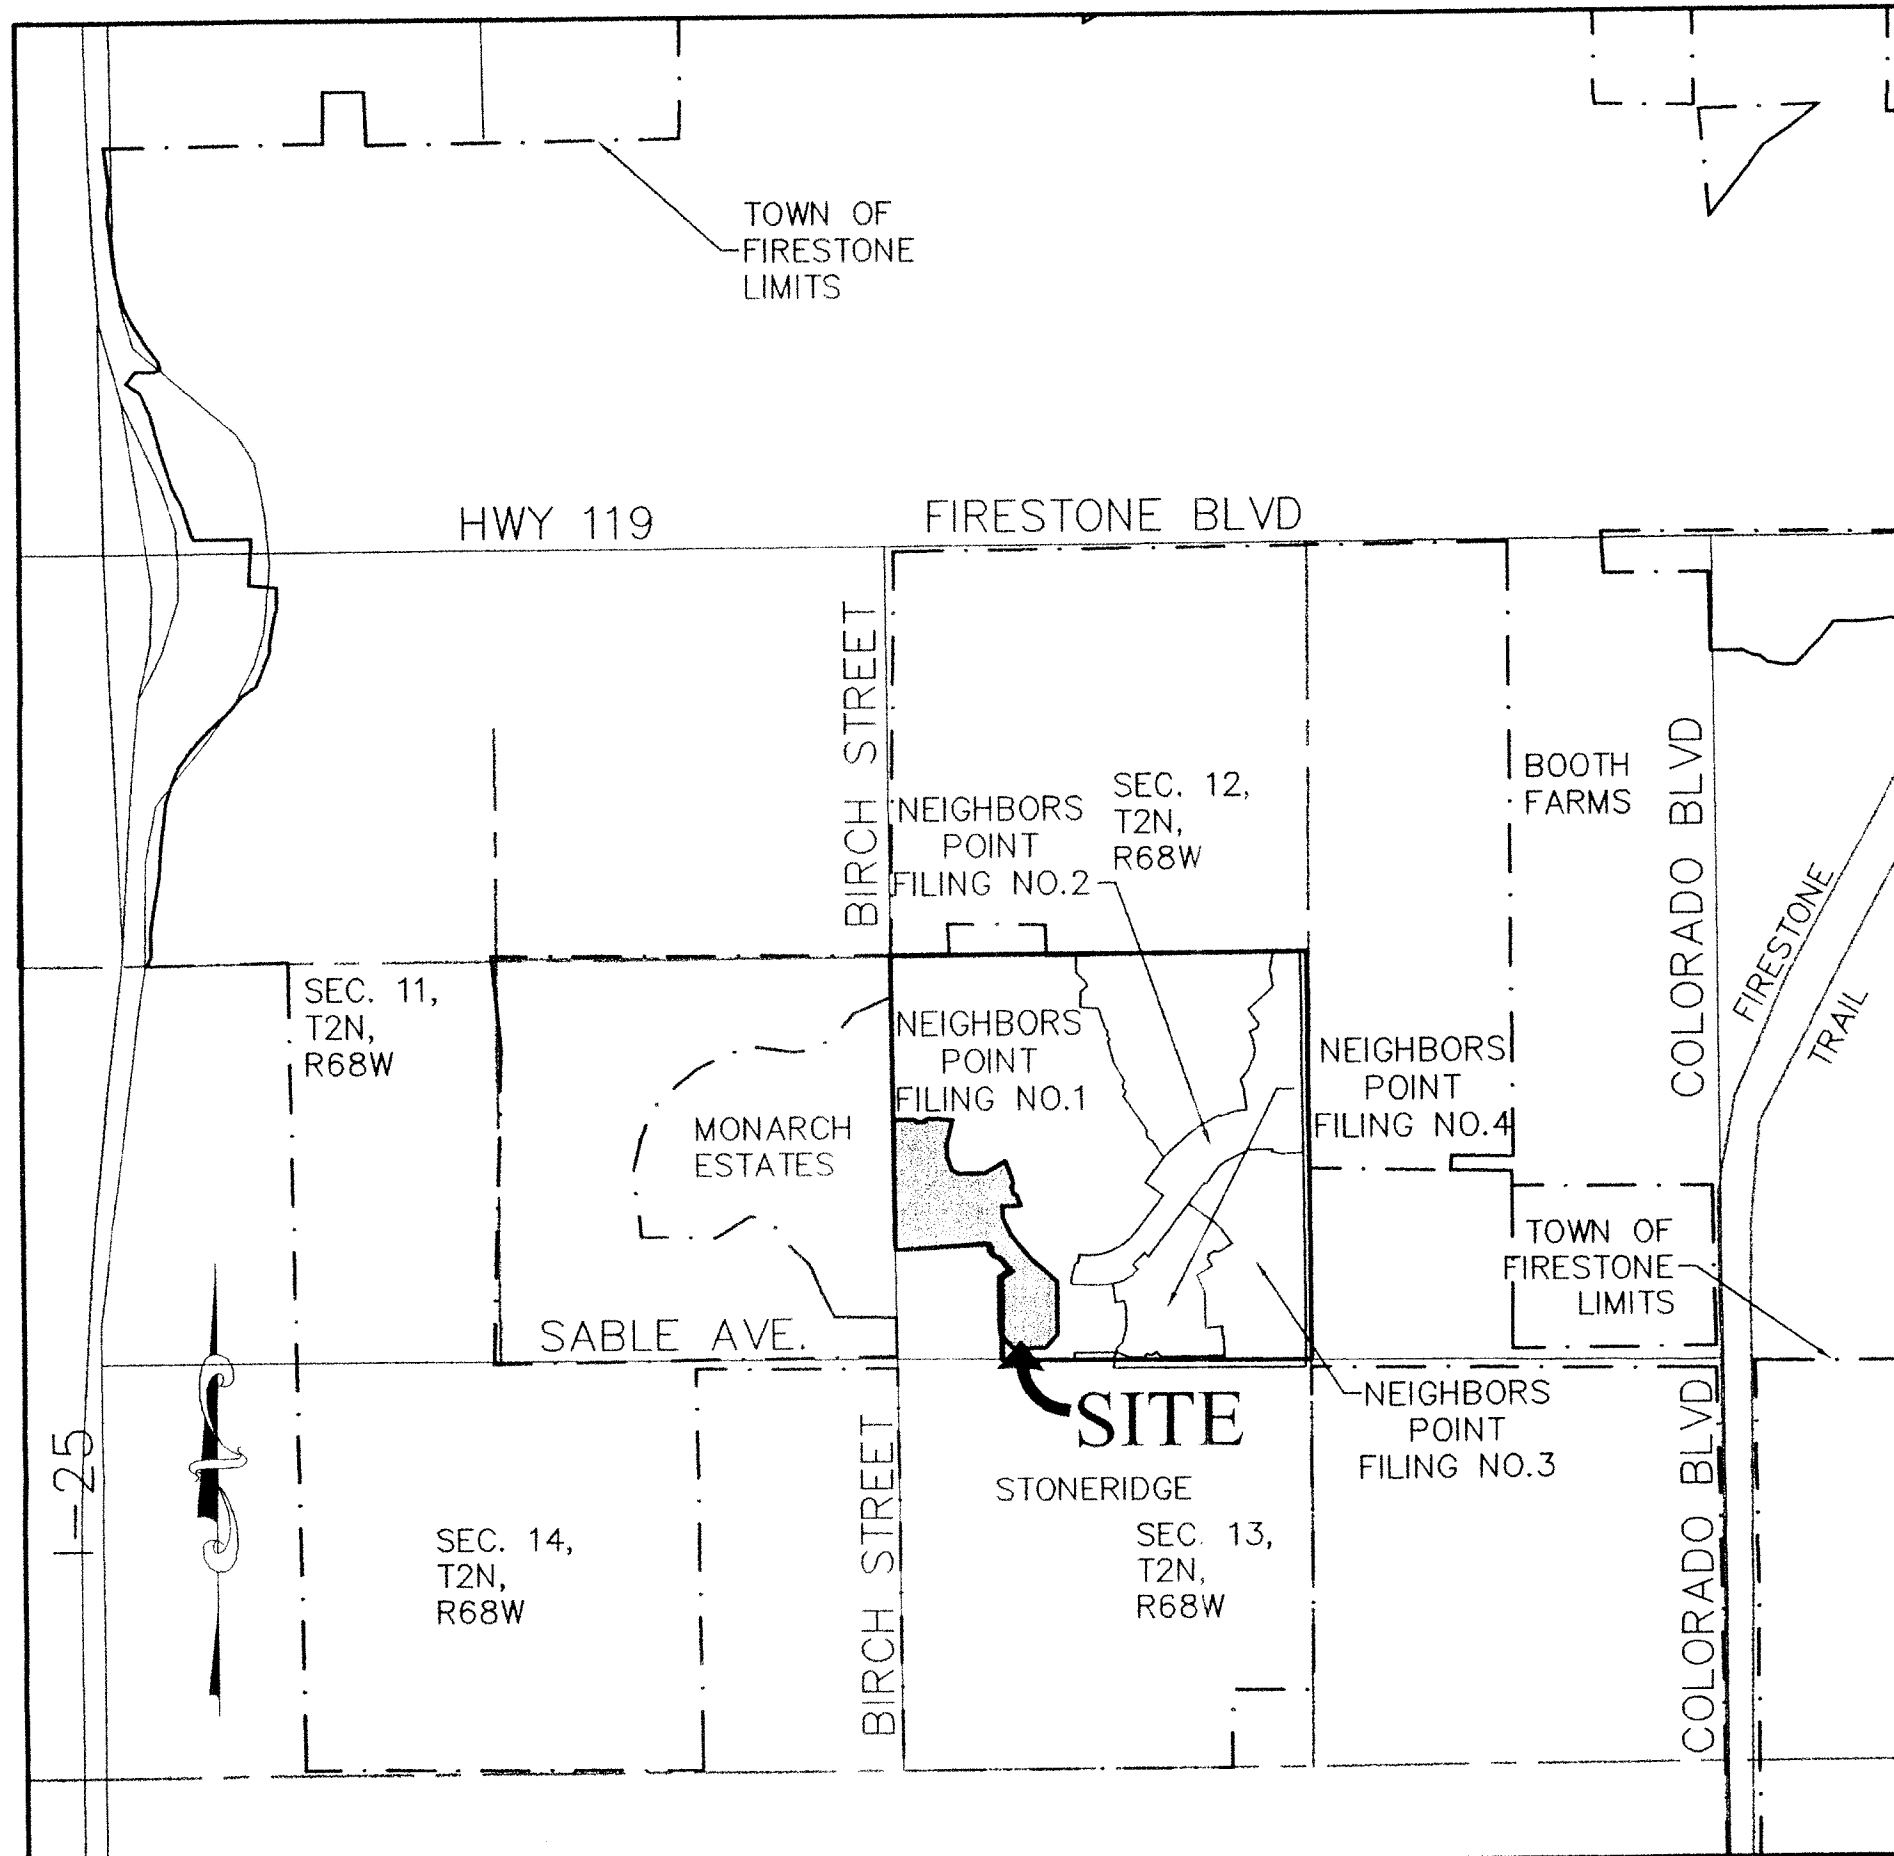 TOWN OF
FIRESTONE
LIMITS
HWY 119
FIRESTONE BLVD
BIRCH STREET
NEIGHBORS
POINT
FILING NO.2
SEC. 12,
T2N,
R68W
BOOTH
FARMS
COLORADO BLVD
FIRESTONE
TRAIL
SEC. 11,
T2N,
R68W
NEIGHBORS
POINT
FILING NO.1
NEIGHBORS
POINT
FILING NO.4
MONARCH
ESTATES
TOWN OF
FIRESTONE
LIMITS
SABLE AVE.
SITE
NEIGHBORS
POINT
FILING NO.3
I-25
STONERIDGE
BIRCH STREET
SEC. 14,
T2N,
R68W
SEC. 13,
T2N,
R68W
COLORADO BLVD